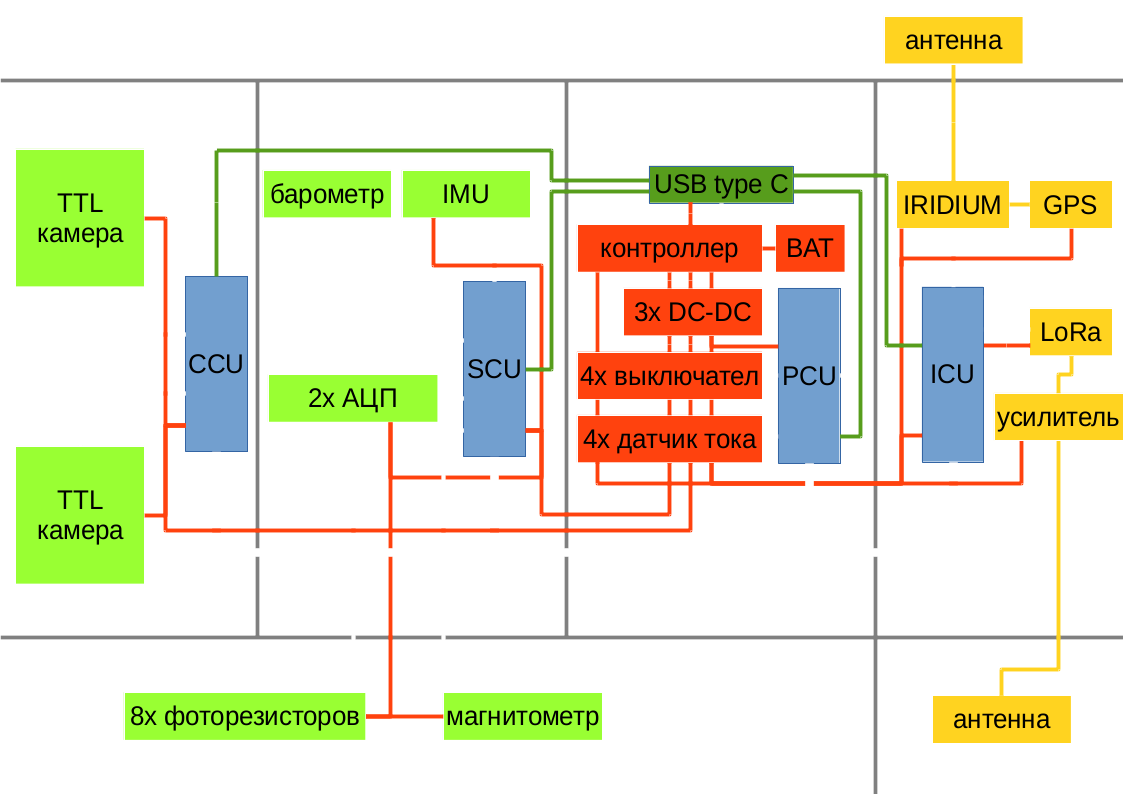 антенна
TTL
камера
барометр
IMU
USB type C
IRIDIUM
GPS
контроллер
BAT
3x DC-DC
LoRa
CCU
SCU
4x выключател
PCU
ICU
2x АЦП
усилитель
4x датчик тока
TTL
камера
8x фоторезисторов
магнитометр
антенна